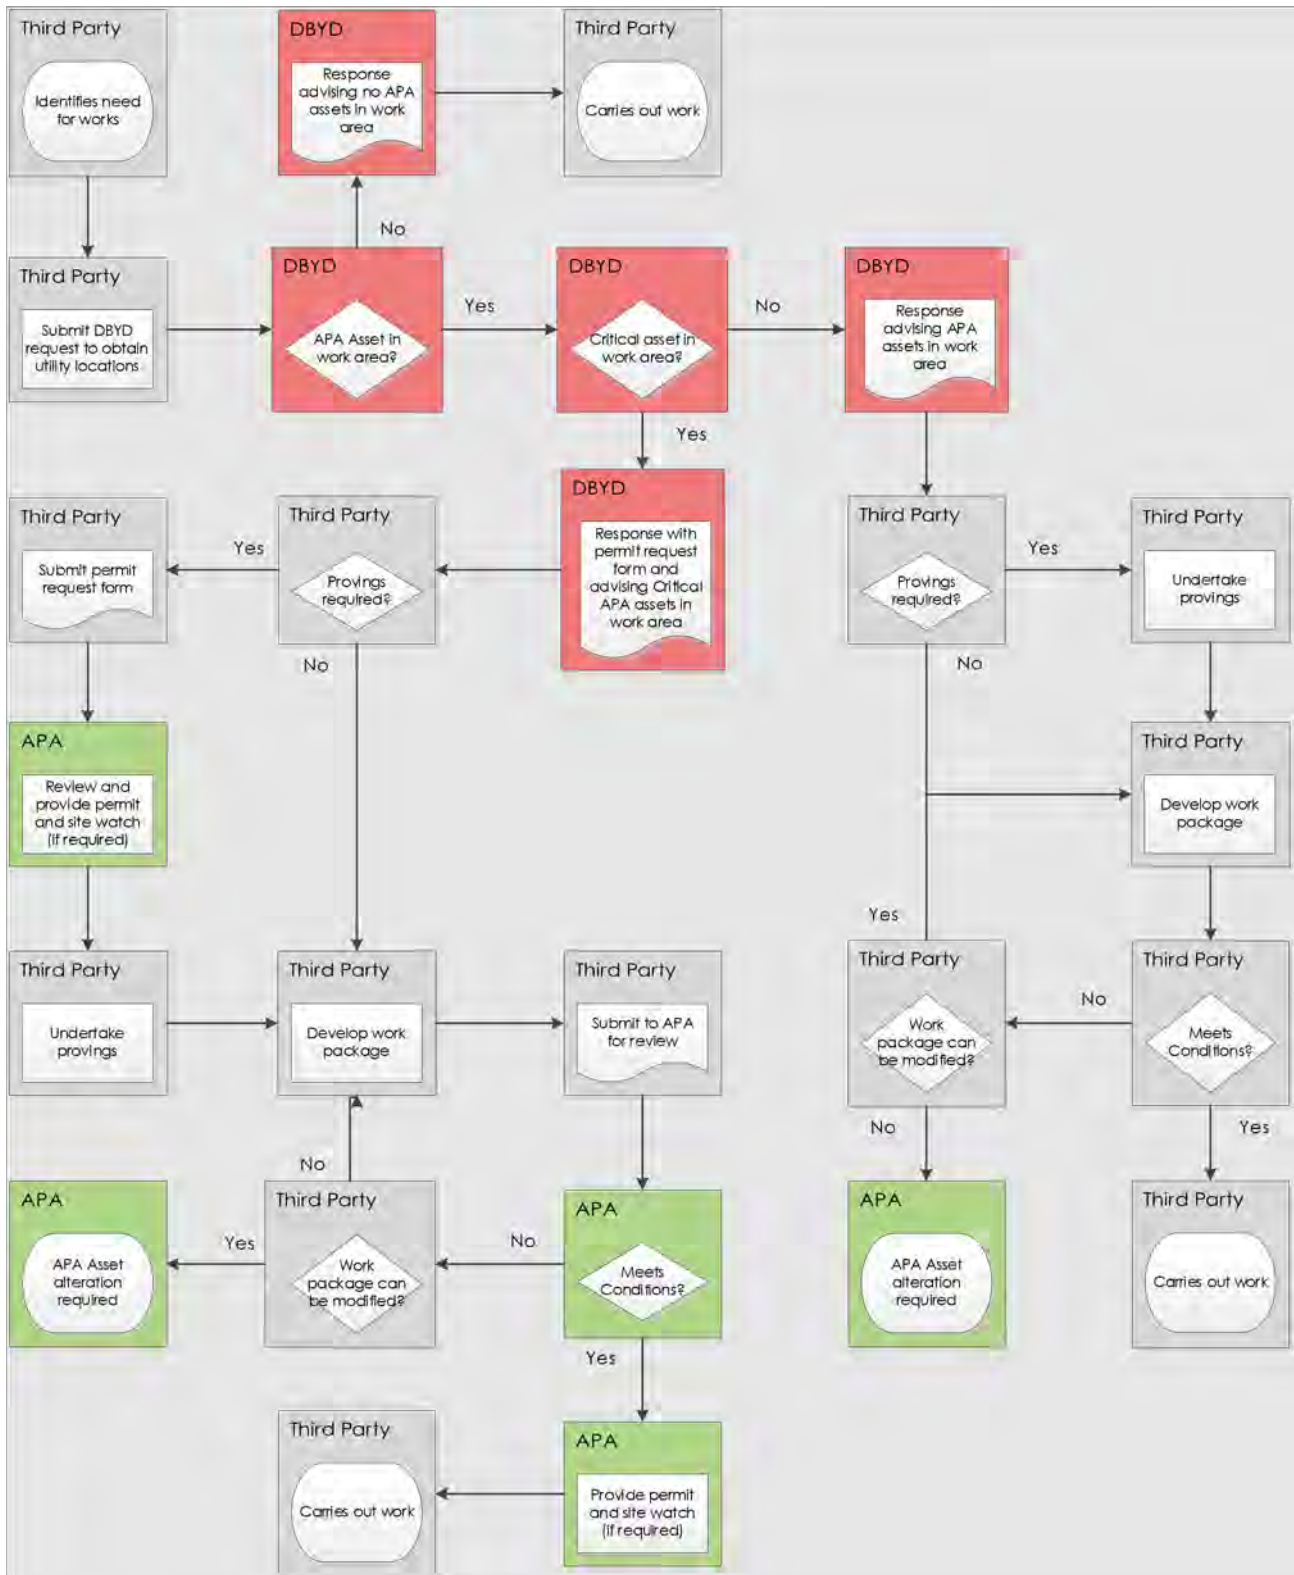 Third Party
Identifies need
for works
DBYD
Response
advising no APA
assets in work
area
Third Party
Carries out work
No
Third Party
Submit DBYD
request to obtain
utility locations
DBYD
APA Asset in
work area?
Yes
DBYD
Critical asset in
work area?
No
DBYD
Response
advising APA
assets in work
area
Yes
Third Party
Submit permit
request form
Yes
Third Party
Provings
required?
DBYD
Response with
permit request
form and
advising Critical
APA assets in
work area
Third Party
Provings
required?
Yes
Third Party
Undertake
provings
No
No
APA
Review and
provide permit
and site watch
(if required)
Third Party
Develop work
package
Yes
Third Party
Undertake
provings
Third Party
Develop work
package
Third Party
Submit to APA
for review
Third Party
Work
package can
be modified?
No
Third Party
Meets
Conditions?
No
No
Yes
APA
APA Asset
alteration
required
Yes
Third Party
Work
package can
be modified?
No
APA
Meets
Conditions?
APA
APA Asset
alteration
required
Third Party
Carries out work
Yes
Third Party
Carries out work
APA
Provide permit
and site watch
(if required)